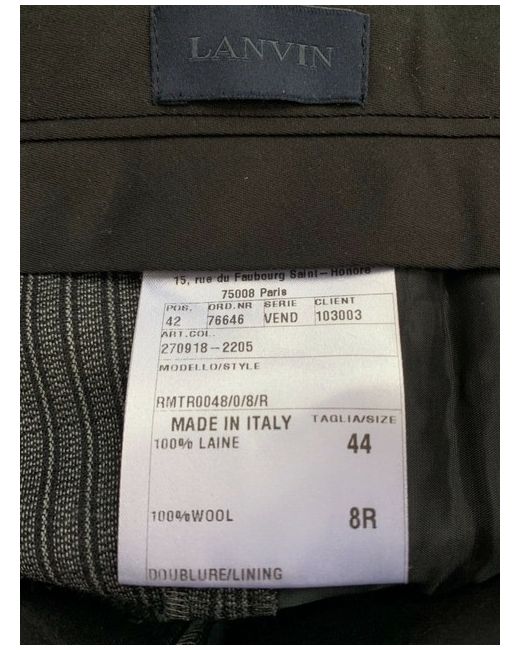 LANVIN
15, rue du Faubourg Saint-Honoré
75008 Paris
POS. ORD.NR SERIE CLIENT
42 76646 VEND 103003
ART.COL.
270918-2205
MODELLO/STYLE
RMTR0048/0/8/R
MADE IN ITALY TAGLIA/SIZE
100% LAINE 44
100%WOOL 8R
DOUBLURE/LINING